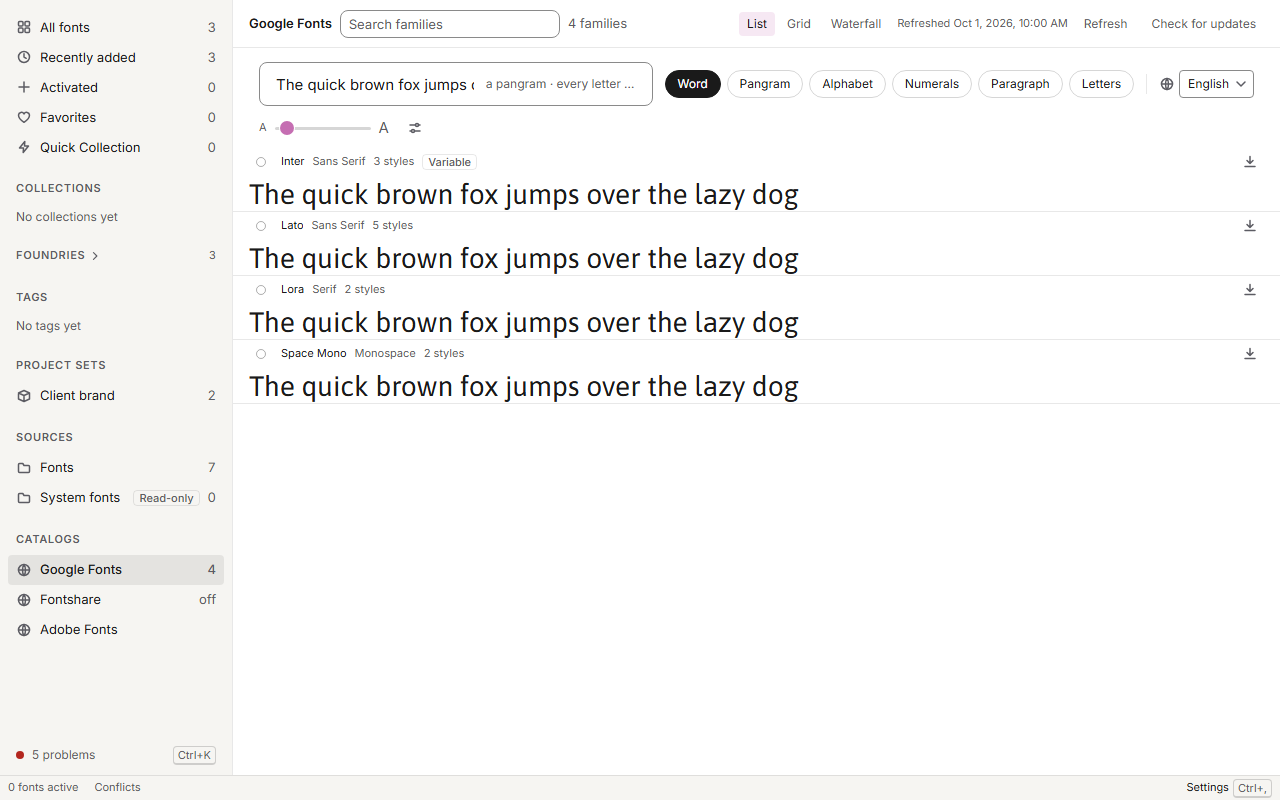 All fonts 3
Recently added 3
Activated 0
Favorites 0
Quick Collection 0
COLLECTIONS
No collections yet
FOUNDRIES 3
TAGS
No tags yet
PROJECT SETS
Client brand 2
SOURCES
Fonts 7
System fonts Read-only 0
CATALOGS
Google Fonts 4
Fontshare off
Adobe Fonts
5 problems Ctrl+K
Google Fonts Search families 4 families List Grid Waterfall Refreshed Oct 1, 2026, 10:00 AM Refresh Check for updates
The quick brown fox jumps a pangram · every letter ... Word Pangram Alphabet Numerals Paragraph Letters English
A A
Inter Sans Serif 3 styles Variable
The quick brown fox jumps over the lazy dog
Lato Sans Serif 5 styles
The quick brown fox jumps over the lazy dog
Lora Serif 2 styles
The quick brown fox jumps over the lazy dog
Space Mono Monospace 2 styles
The quick brown fox jumps over the lazy dog
0 fonts active Conflicts Settings Ctrl+,